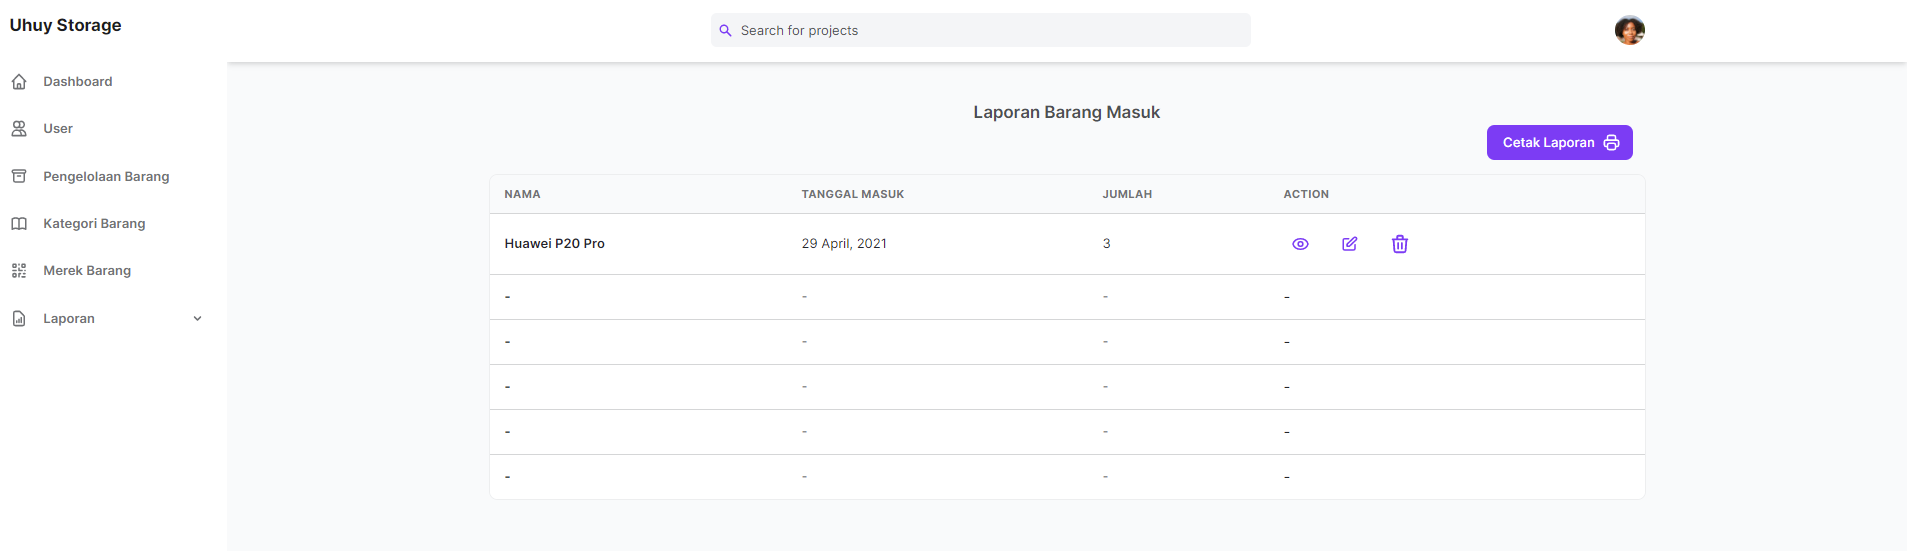 Uhuy Storage
Search for projects
Dashboard
User
Pengelolaan Barang
Kategori Barang
Merek Barang
Laporan
Laporan Barang Masuk
Cetak Laporan
NAMA TANGGAL MASUK JUMLAH ACTION
Huawei P20 Pro 29 April, 2021 3
- - - -
- - - -
- - - -
- - - -
- - - -